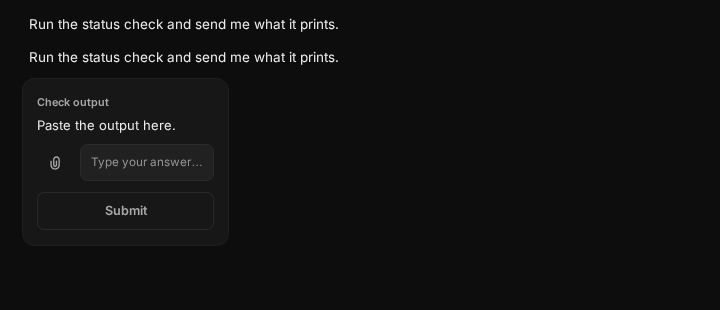 Run the status check and send me what it prints.
Run the status check and send me what it prints.
Check output
Paste the output here.
Type your answer...
Submit